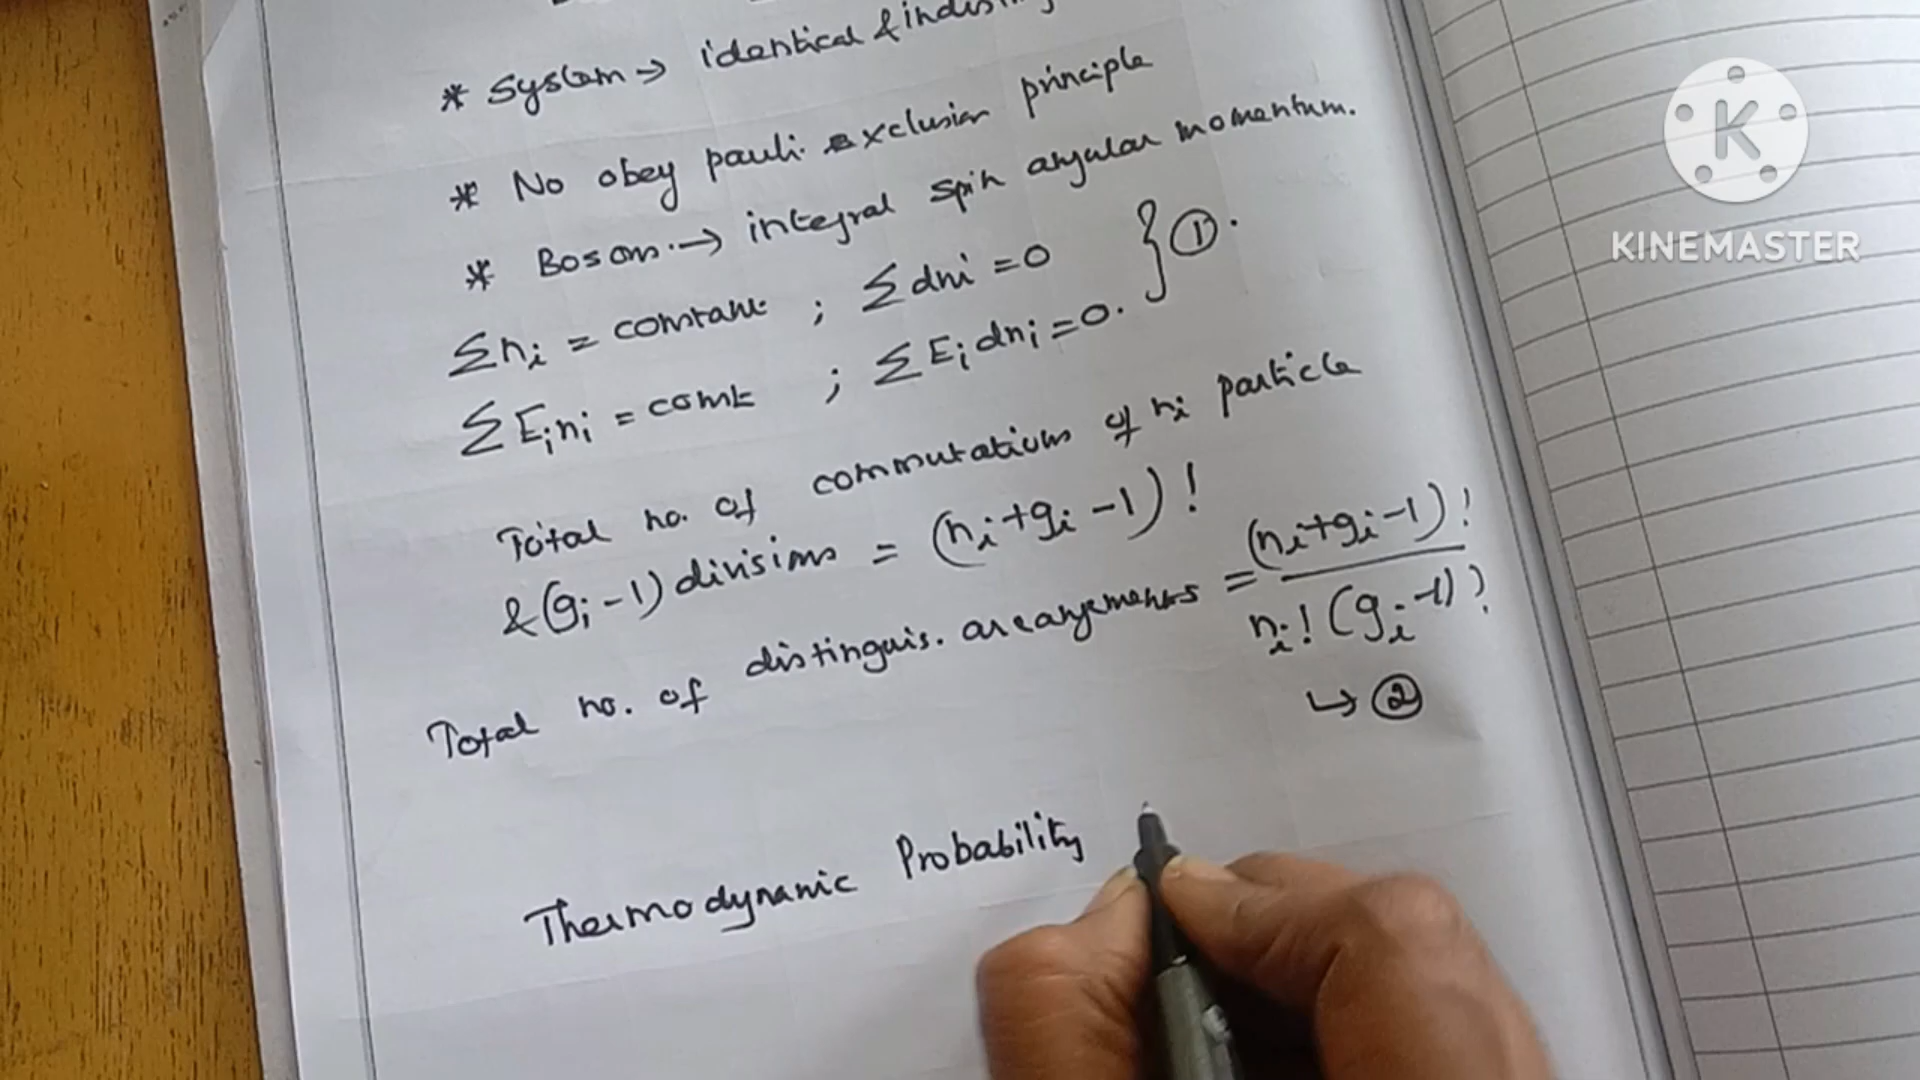 * System → identical & indis
* No obey pauli exclusion principle
* Bosons → integral spin angular momentum.
Σni = constant ; Σdni = 0 } ①.
ΣEini = const ; ΣEidni = 0.
Total no. of commutations of ni particle
& (gi-1) divisions = (ni+gi-1)!
Total no. of distinguis. arrangements = (ni+gi-1)! / ni! (gi-1)!
↪ ②
Thermodynamic Probability
K
KINEMASTER